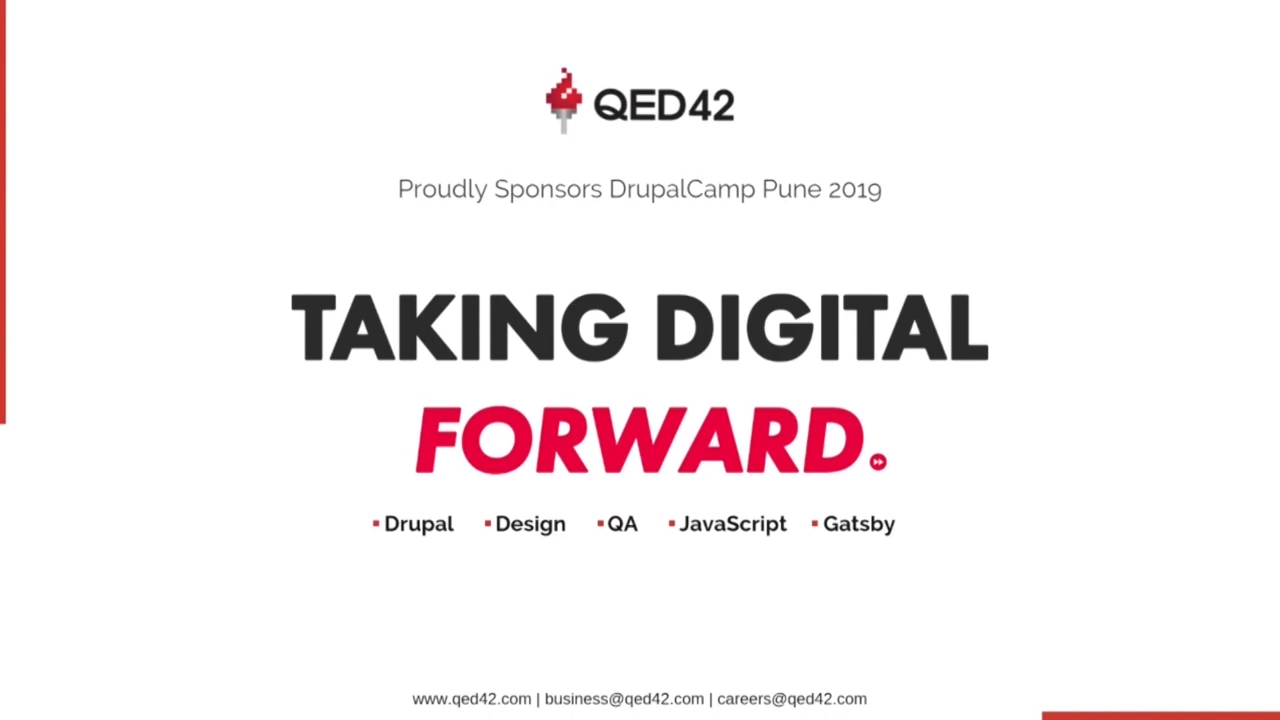 QED42
Proudly Sponsors DrupalCamp Pune 2019
TAKING DIGITAL
FORWARD.
▪ Drupal ▪ Design ▪ QA ▪ JavaScript ▪ Gatsby
www.qed42.com | business@qed42.com | careers@qed42.com